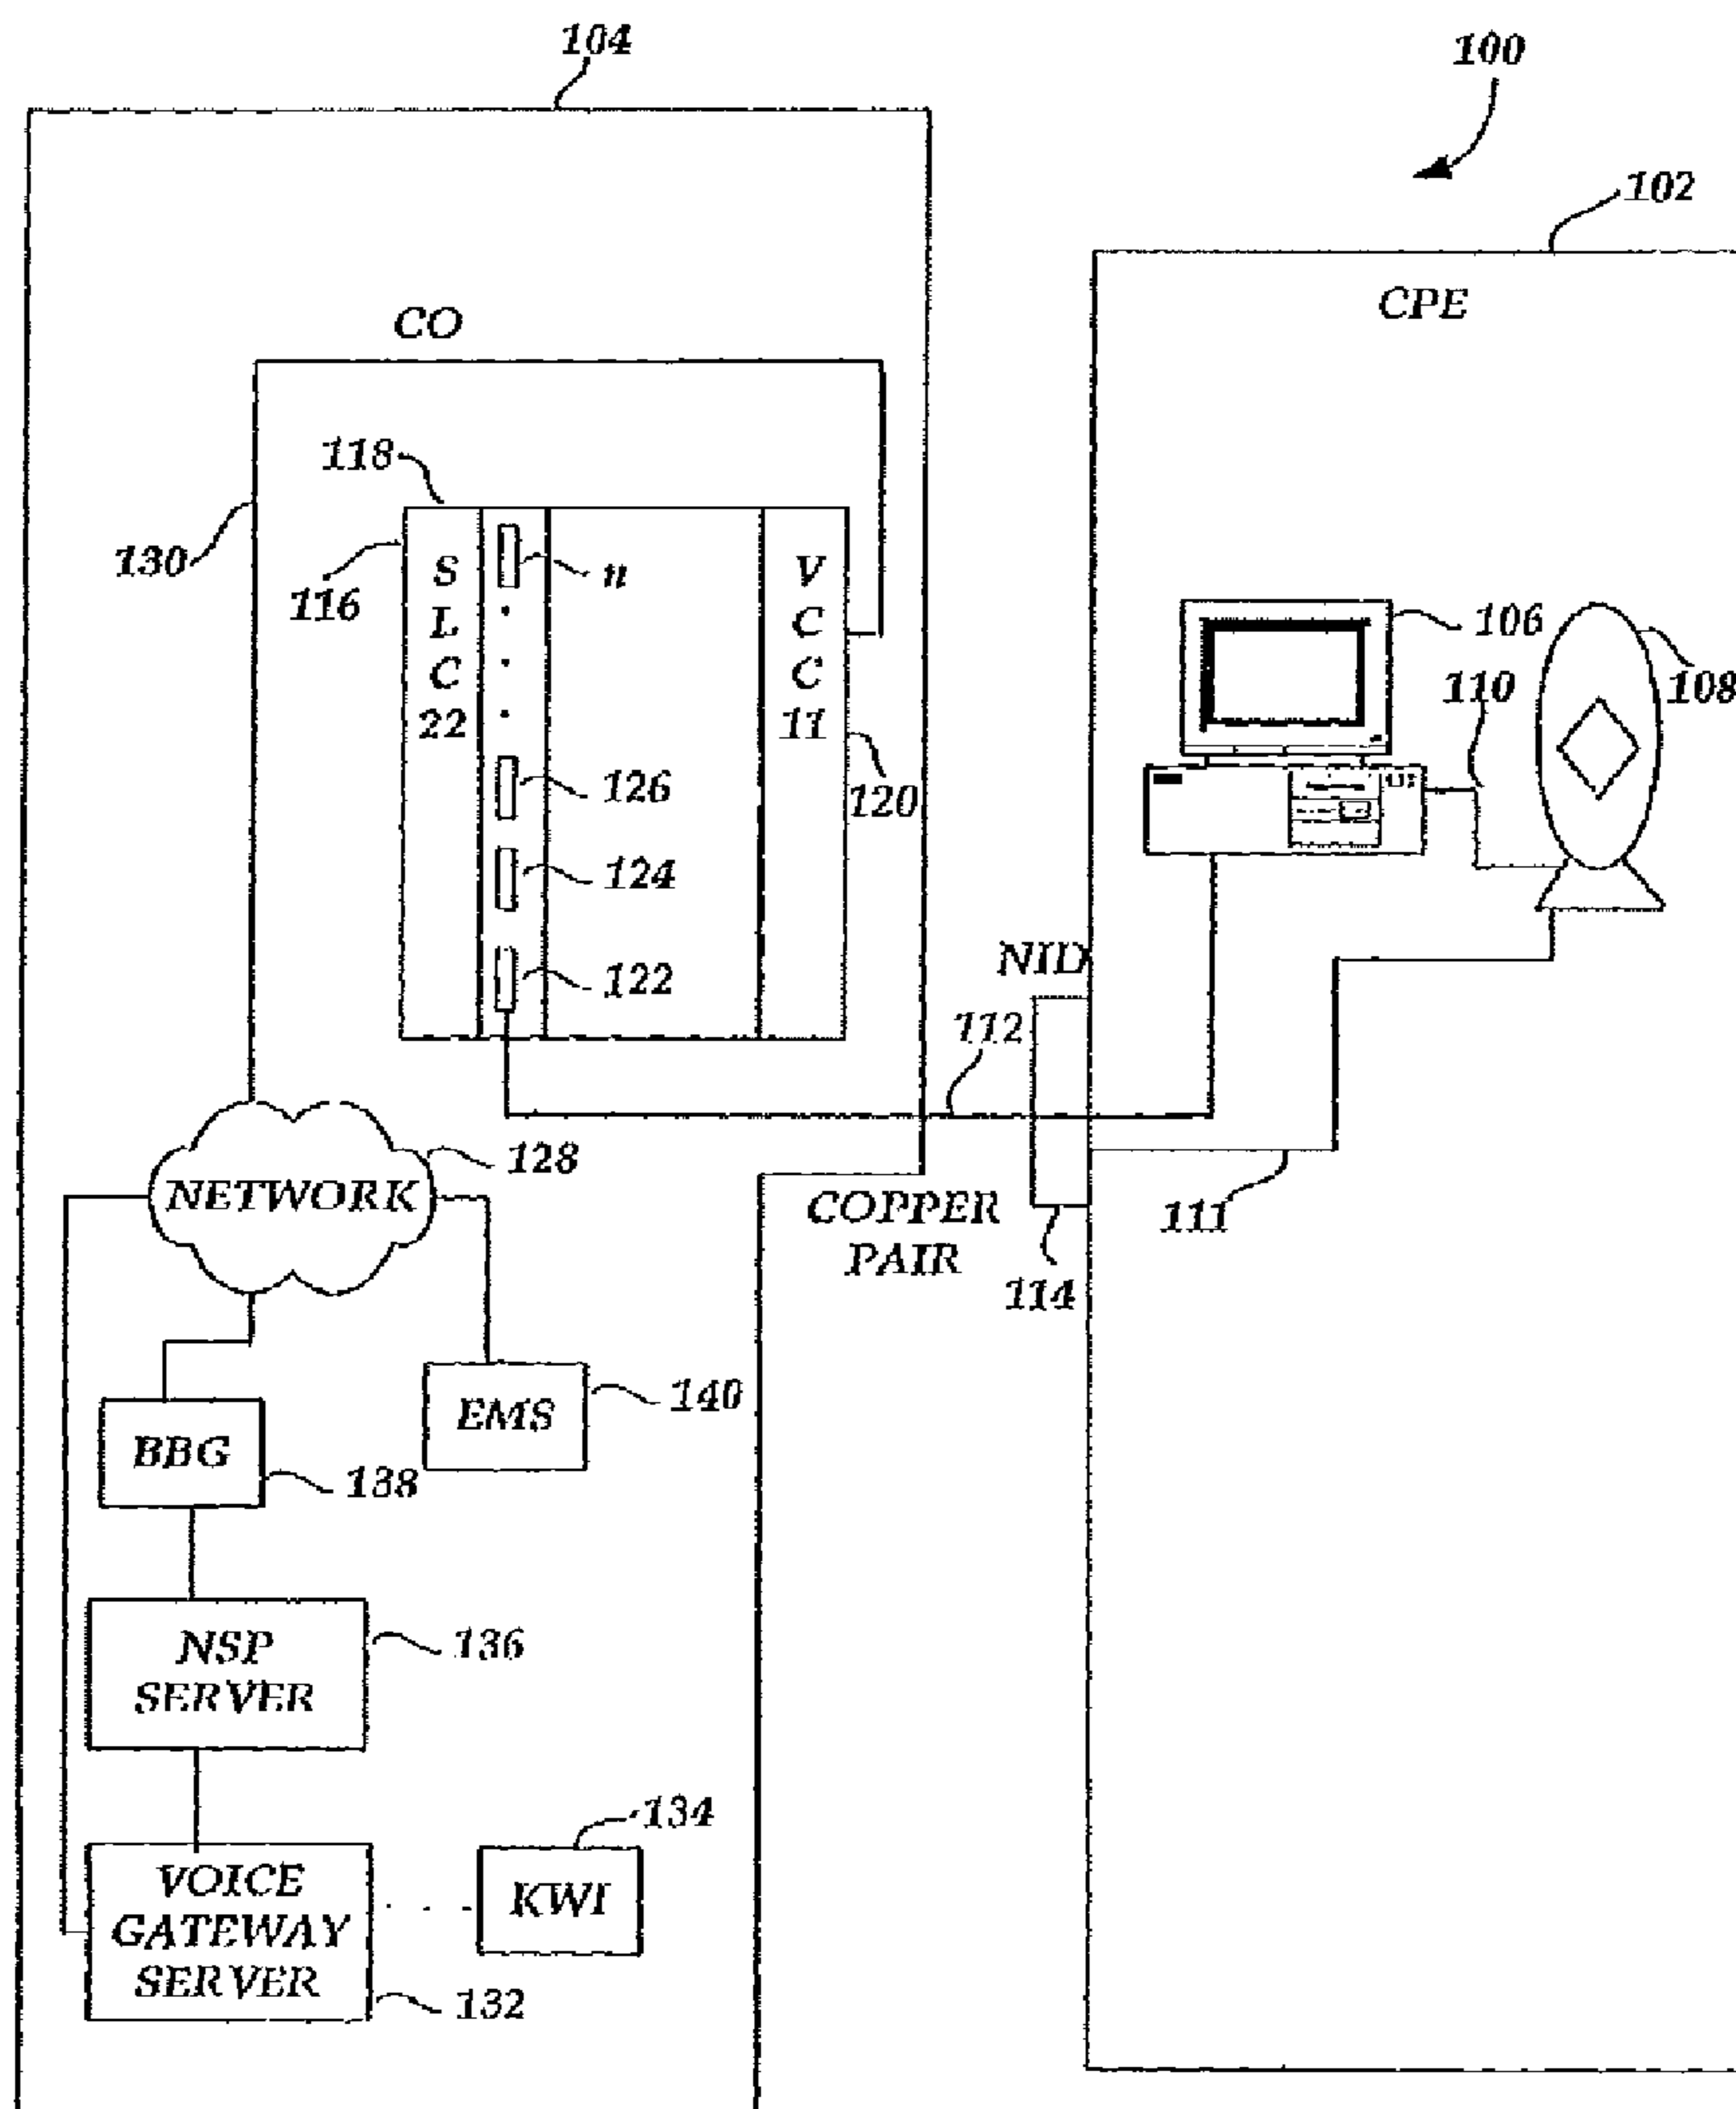 104
100
102
CPE
CO
118
130
116
S
L
C
22
n
V
C
C
11
120
106
108
110
126
124
122
NID
112
128
NETWORK
COPPER
PAIR
111
114
EMS
140
BBG
138
NSP
SERVER
136
134
KWI
VOICE
GATEWAY
SERVER
132